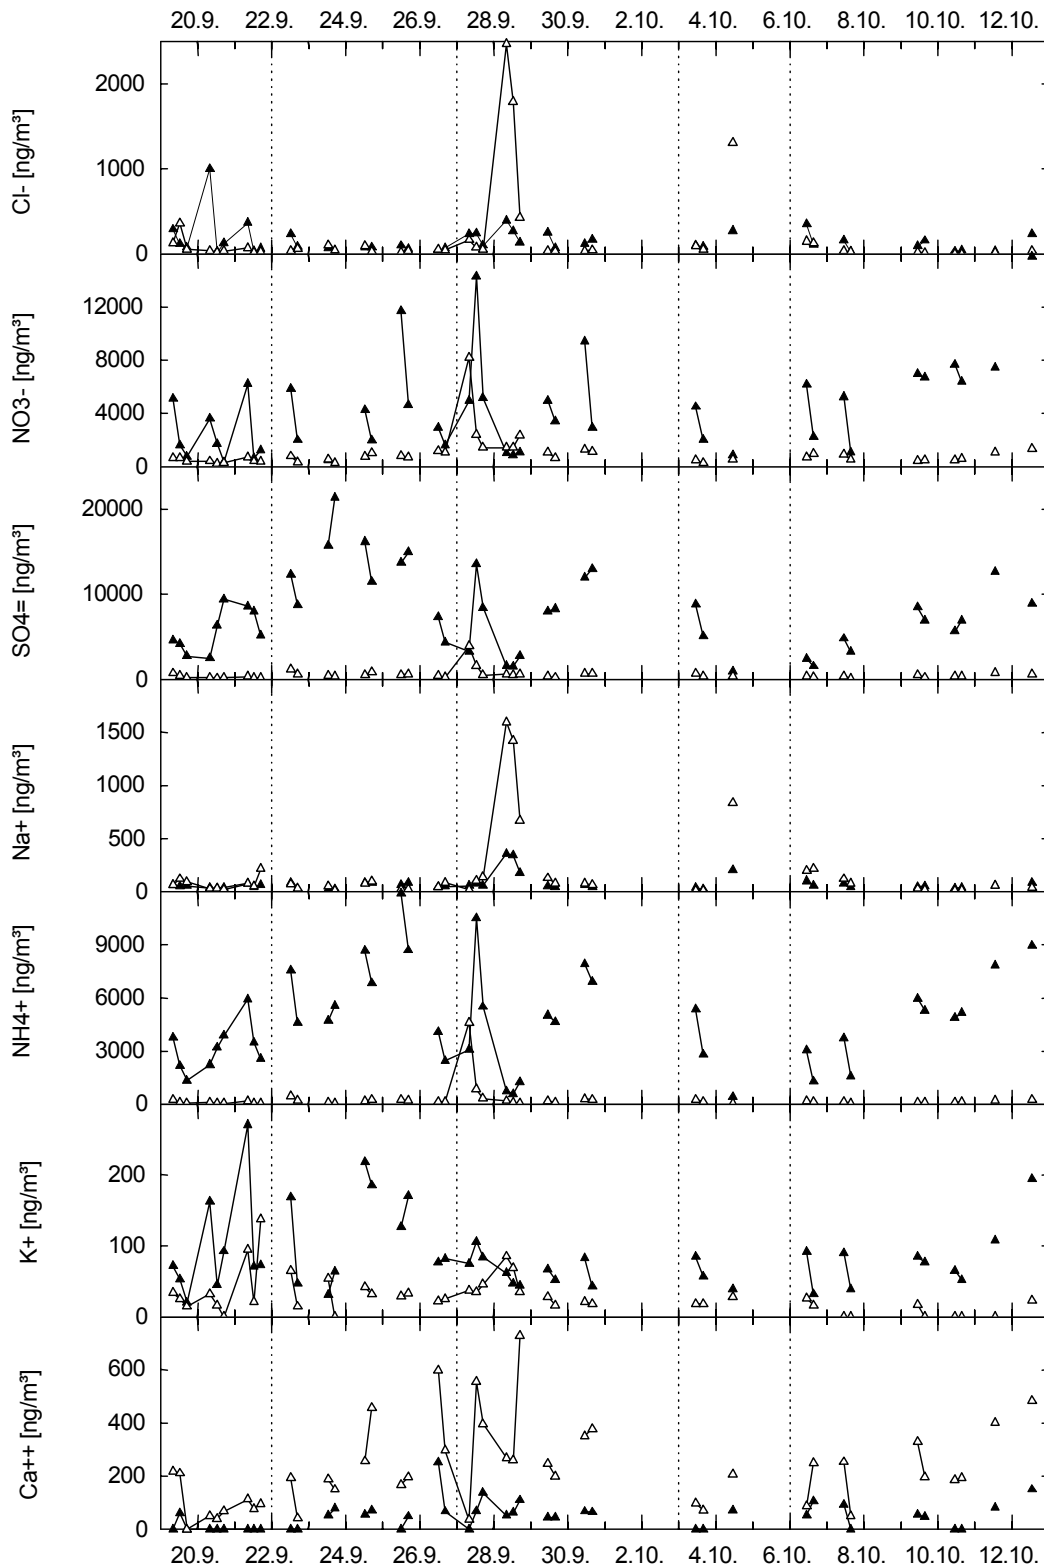 20.9. 22.9. 24.9. 26.9. 28.9. 30.9. 2.10. 4.10. 6.10. 8.10. 10.10. 12.10.
Cl- [ng/m³]
2000
1000
0
NO3- [ng/m³]
12000
8000
4000
0
SO4= [ng/m³]
20000
10000
0
Na+ [ng/m³]
1500
1000
500
0
NH4+ [ng/m³]
9000
6000
3000
0
K+ [ng/m³]
200
100
0
Ca++ [ng/m³]
600
400
200
0
20.9. 22.9. 24.9. 26.9. 28.9. 30.9. 2.10. 4.10. 6.10. 8.10. 10.10. 12.10.